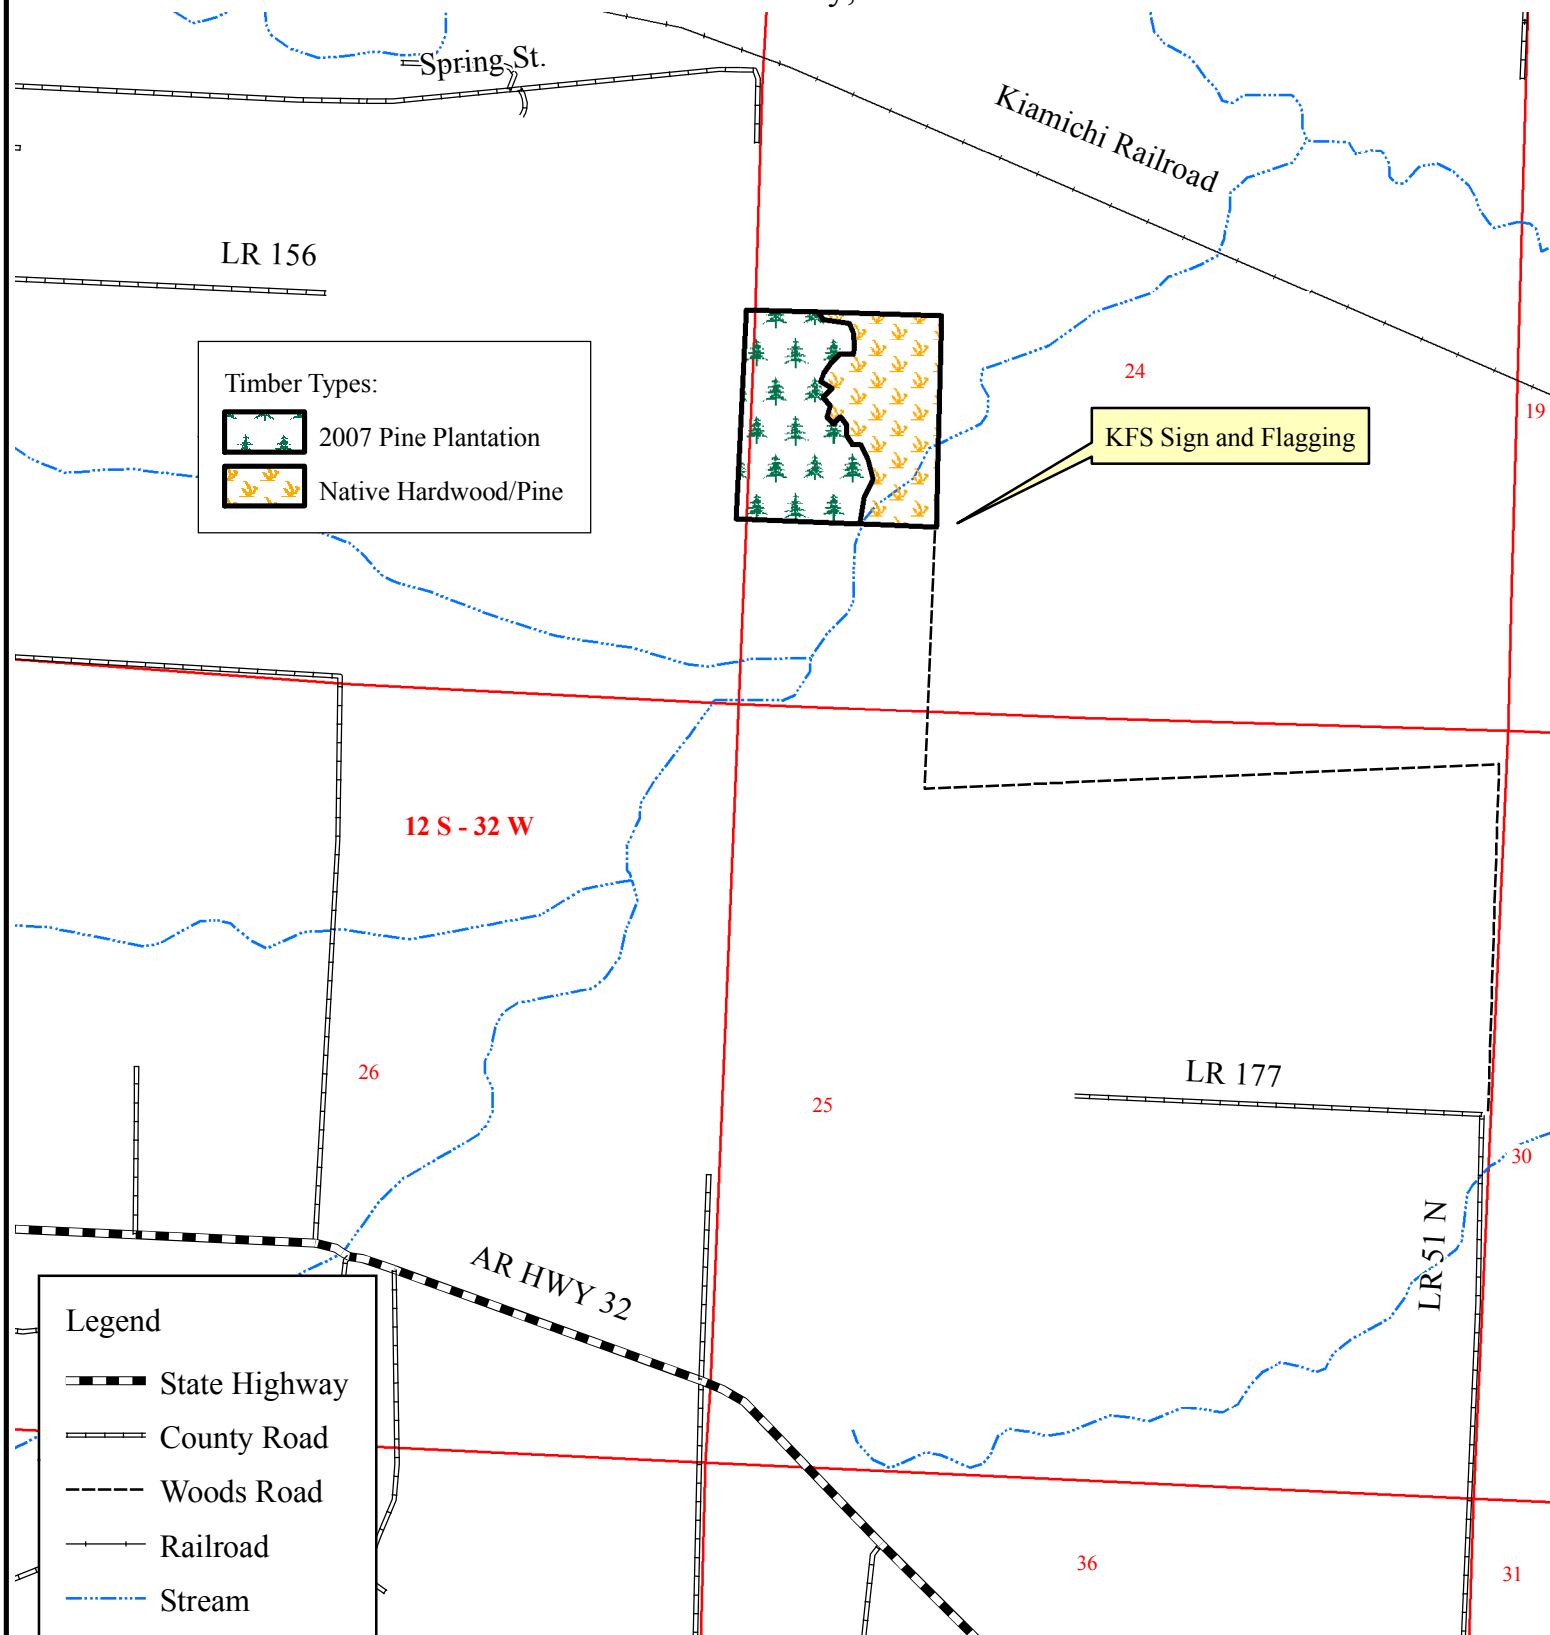 Spring St.
Kiamichi Railroad
LR 156
24
19
Timber Types:
2007 Pine Plantation
Native Hardwood/Pine
KFS Sign and Flagging
12 S - 32 W
26
25
LR 177
30
LR 51 N
AR HWY 32
Legend
State Highway
County Road
Woods Road
Railroad
Stream
36
31